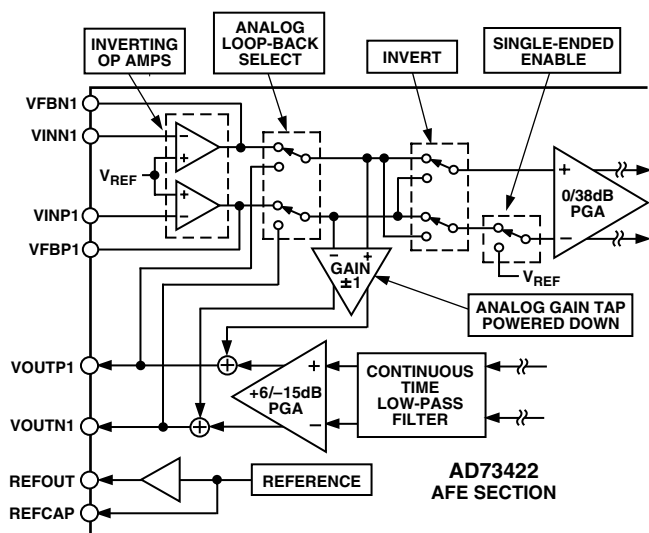 ANALOG
LOOP-BACK
SELECT
INVERTING
OP AMPS
INVERT
SINGLE-ENDED
ENABLE
VFBN1
VINN1
VREF
VINP1
VFBP1
–
+
+
–
+
–
0/38dB
PGA
VREF
–
+
GAIN
±1
ANALOG GAIN TAP
POWERED DOWN
VOUTP1
VOUTN1
+
+
+
–
+6/–15dB
PGA
CONTINUOUS
TIME
LOW-PASS
FILTER
REFOUT
REFCAP
REFERENCE
AD73422
AFE SECTION